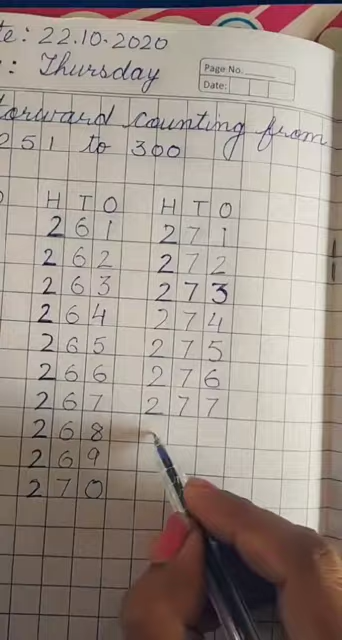 : 22.10.2020
: Thursday
Page No.
Date:
forward counting from
251 to 300
H T O H T O
2 6 1 2 7 1
2 6 2 2 7 2
2 6 3 2 7 3
2 6 4 2 7 4
2 6 5 2 7 5
2 6 6 2 7 6
2 6 7 2 7 7
2 6 8
2 6 9
2 7 0